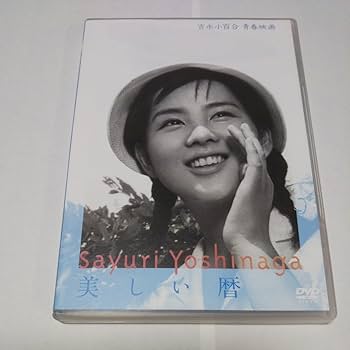 吉永小百合 青春映画
Sayuri Yoshinaga
美しい暦
DVD